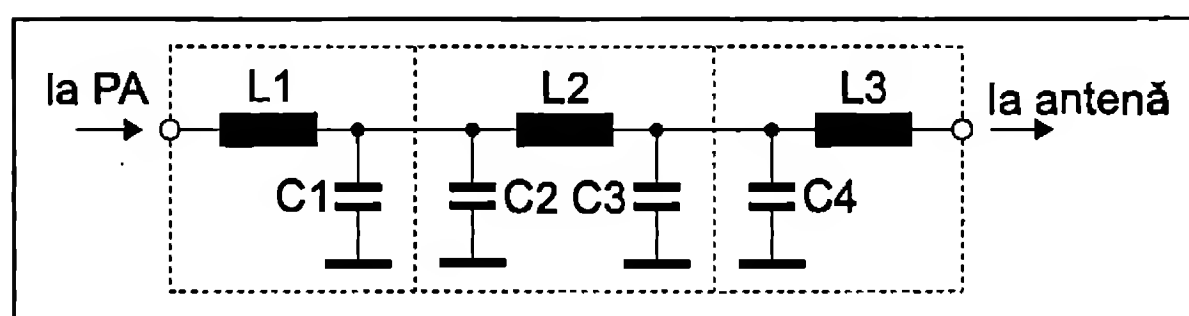 la PA
L1
L2
L3
la antenă
C1
C2
C3
C4